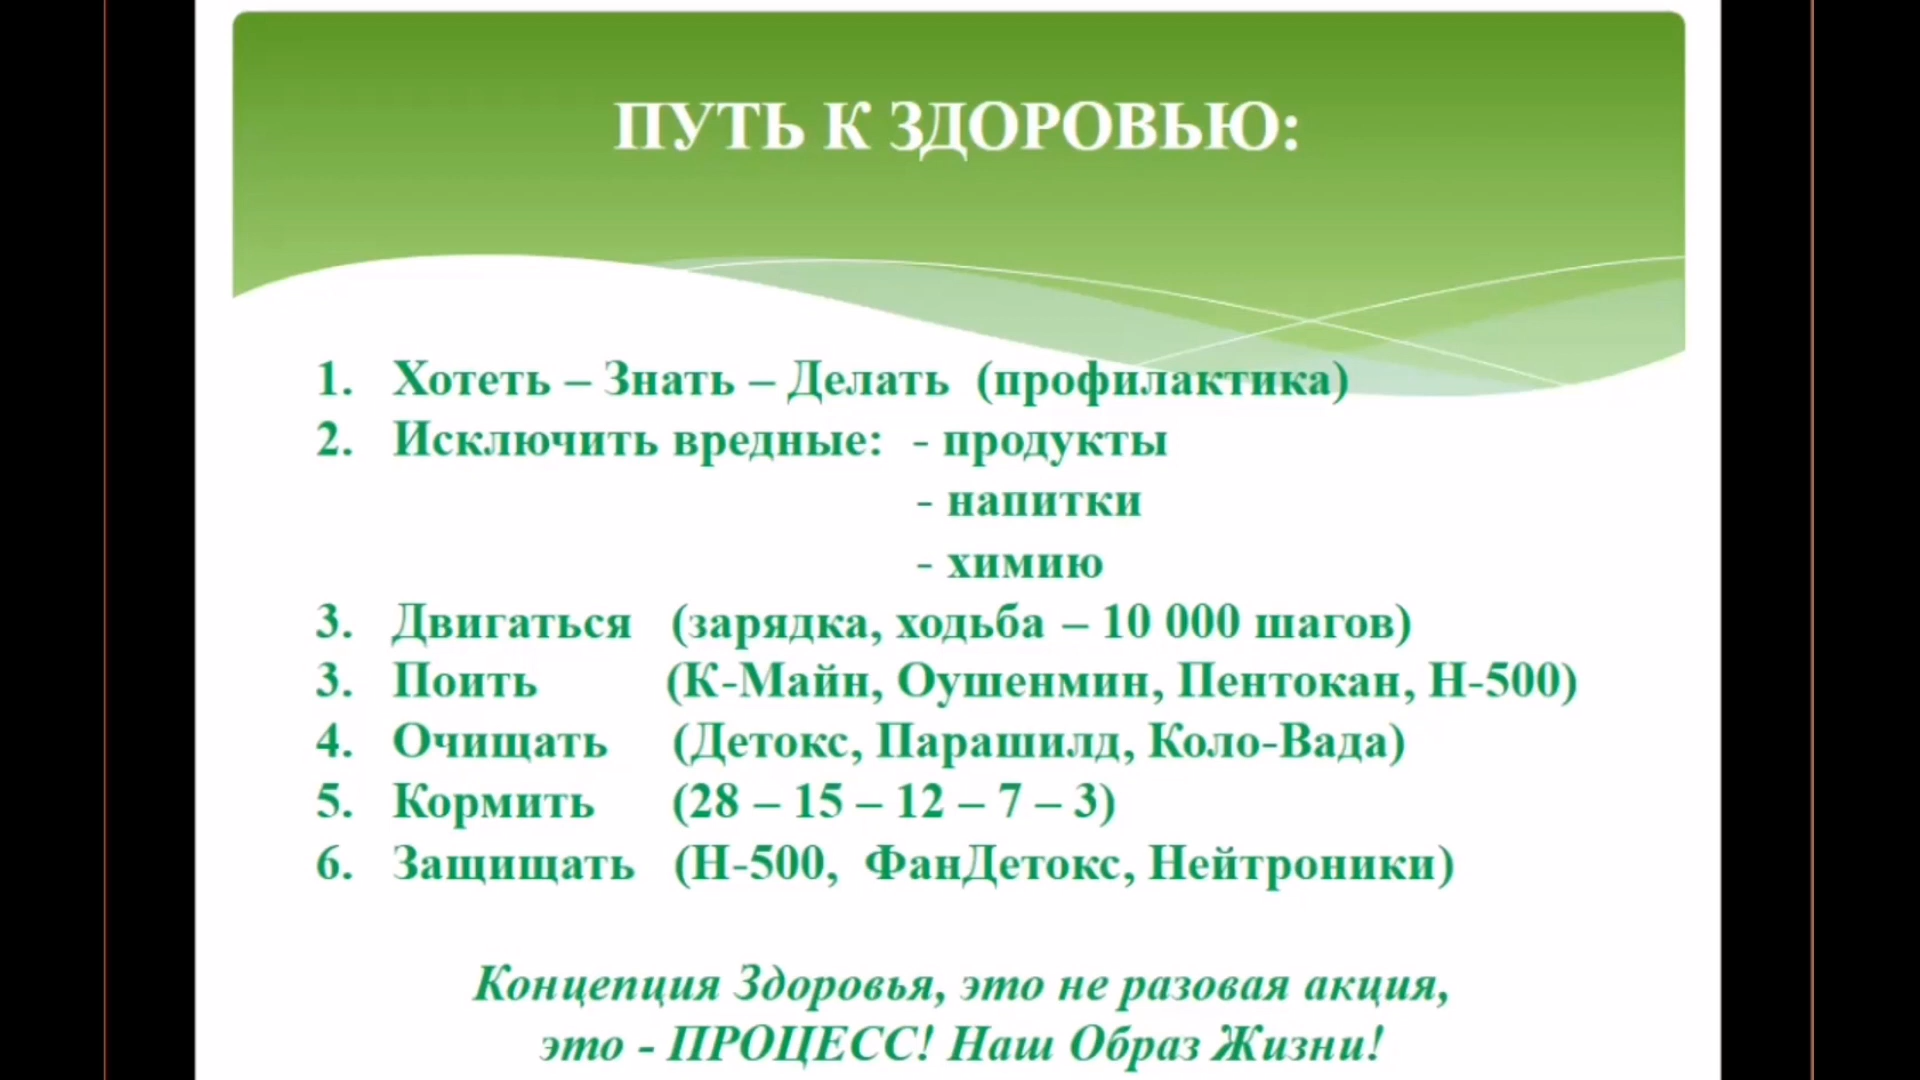 ПУТЬ К ЗДОРОВЬЮ:
1. Хотеть – Знать – Делать (профилактика)
2. Исключить вредные: - продукты
- напитки
- химию
3. Двигаться (зарядка, ходьба – 10 000 шагов)
3. Поить (К-Майн, Оушенмин, Пентокан, Н-500)
4. Очищать (Детокс, Парашилд, Коло-Вада)
5. Кормить (28 – 15 – 12 – 7 – 3)
6. Защищать (Н-500, ФанДетокс, Нейтроники)
Концепция Здоровья, это не разовая акция,
это - ПРОЦЕСС! Наш Образ Жизни!